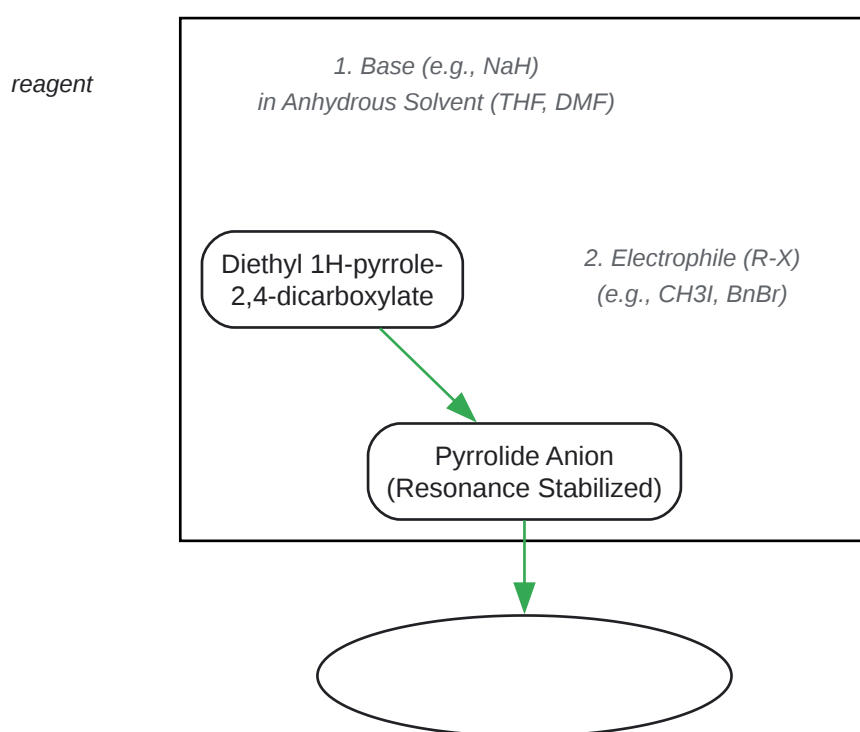 1. Base (e.g., NaH)
reagent
in Anhydrous Solvent (THF, DMF)
Diethyl 1H-pyrrole-
2,4-dicarboxylate
2. Electrophile (R-X)
(e.g., CH3I, BnBr)
Pyrrolide Anion
(Resonance Stabilized)